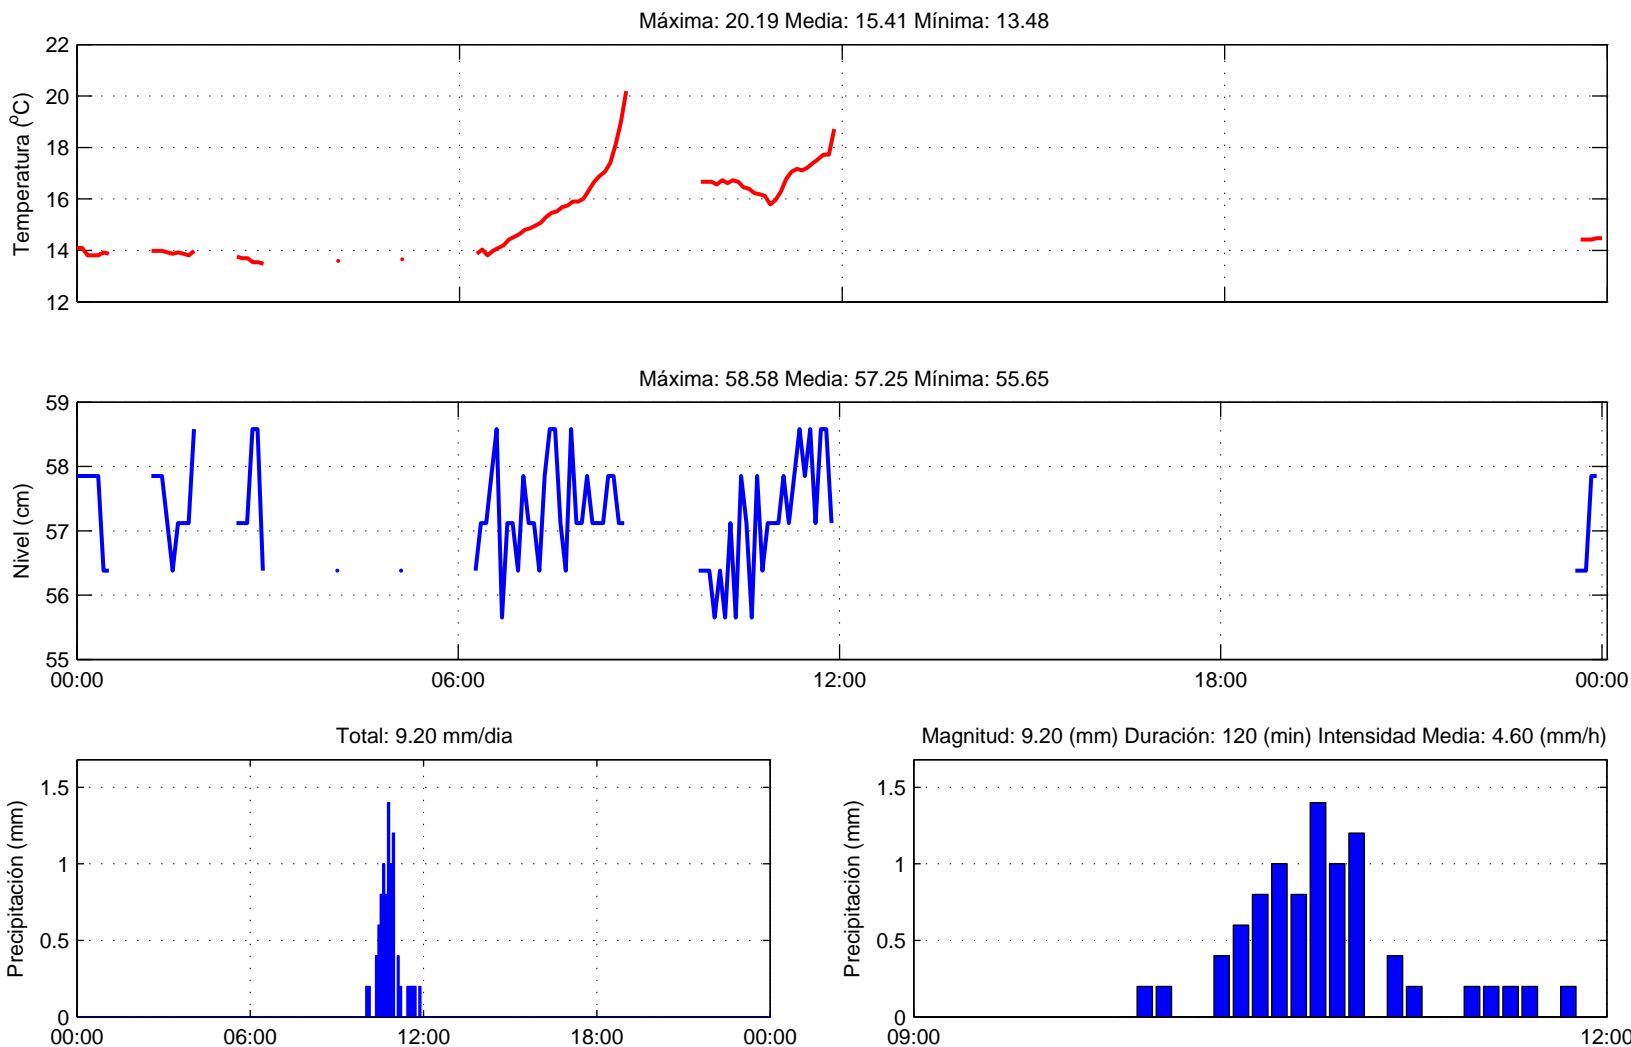 Máxima: 20.19 Media: 15.41 Mínima: 13.48
Temperatura (ºC)
22
20
18
16
14
12
Máxima: 58.58 Media: 57.25 Mínima: 55.65
Nivel (cm)
59
58
57
56
55
00:00 06:00 12:00 18:00 00:00
Total: 9.20 mm/dia
Precipitación (mm)
1.5
1
0.5
0
00:00 06:00 12:00 18:00 00:00
Magnitud: 9.20 (mm) Duración: 120 (min) Intensidad Media: 4.60 (mm/h)
Precipitación (mm)
1.5
1
0.5
0
09:00 12:00